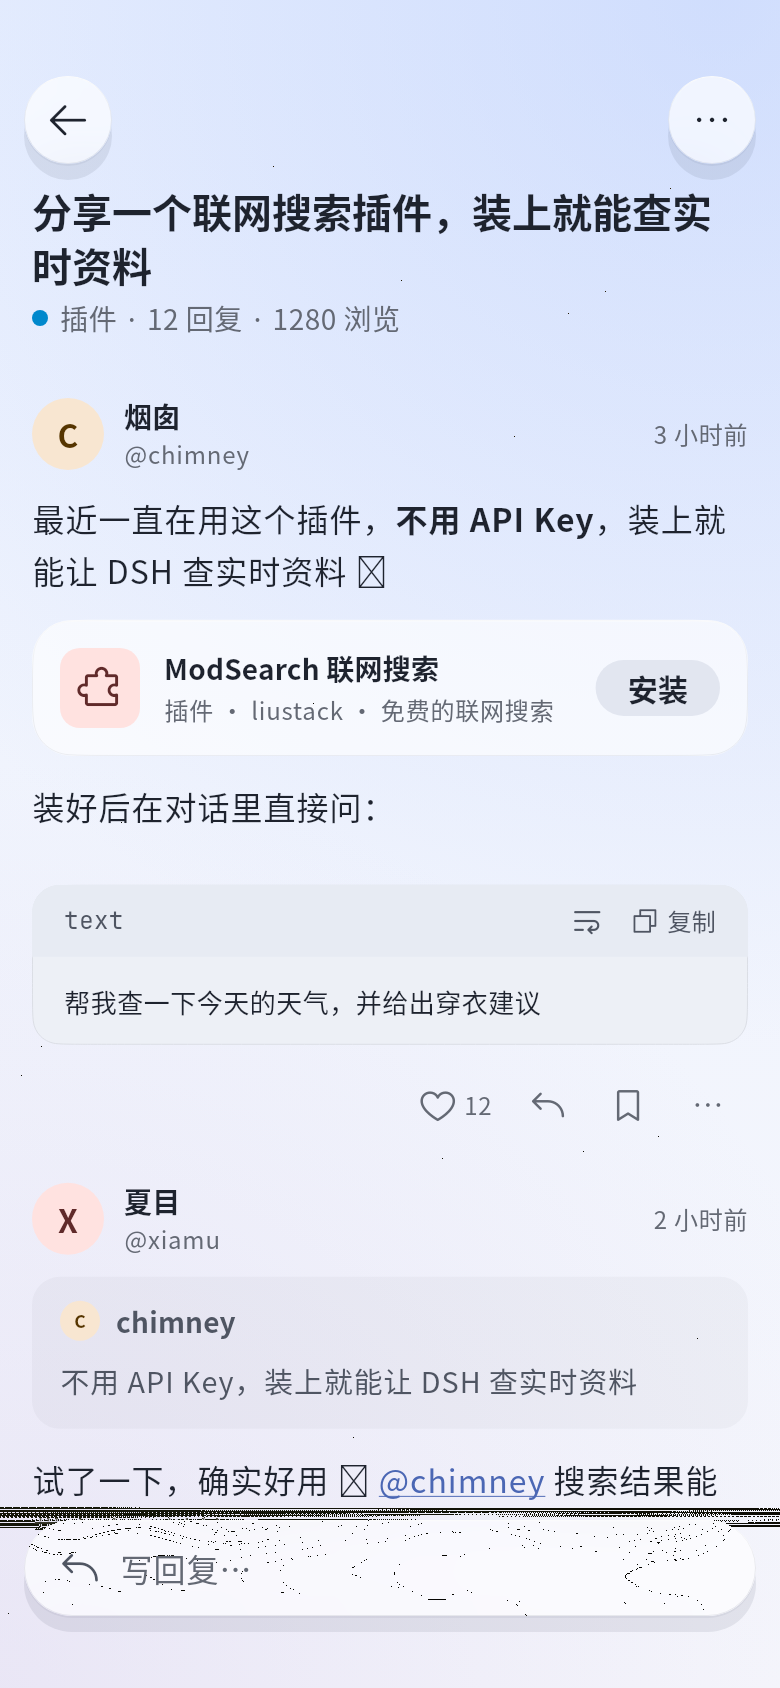 分享一个联网搜索插件，装上就能查实
时资料
插件 · 12 回复 · 1280 浏览
C
烟囱
@chimney
3 小时前
最近一直在用这个插件，不用 API Key，装上就
能让 DSH 查实时资料
ModSearch 联网搜索
插件 · liustack · 免费的联网搜索
安装
装好后在对话里直接问：
text
复制
帮我查一下今天的天气，并给出穿衣建议
12
X
夏目
@xiamu
2 小时前
C
chimney
不用 API Key，装上就能让 DSH 查实时资料
试了一下，确实好用 @chimney 搜索结果能
写回复…